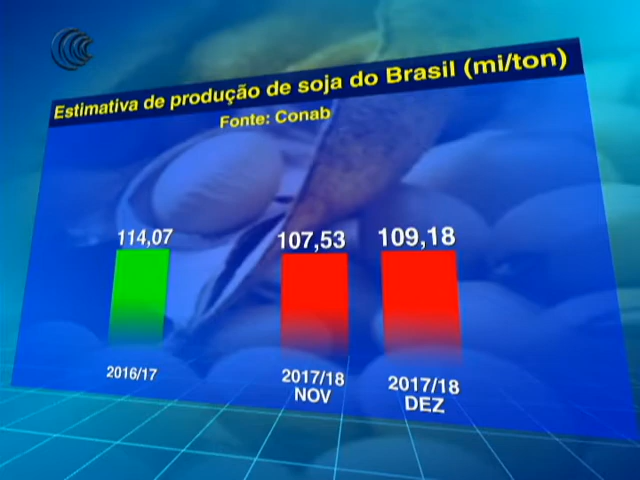 Estimativa de produção de soja do Brasil (mi/ton)
Fonte: Conab
114,07
107,53
109,18
2016/17
2017/18
NOV
2017/18
DEZ